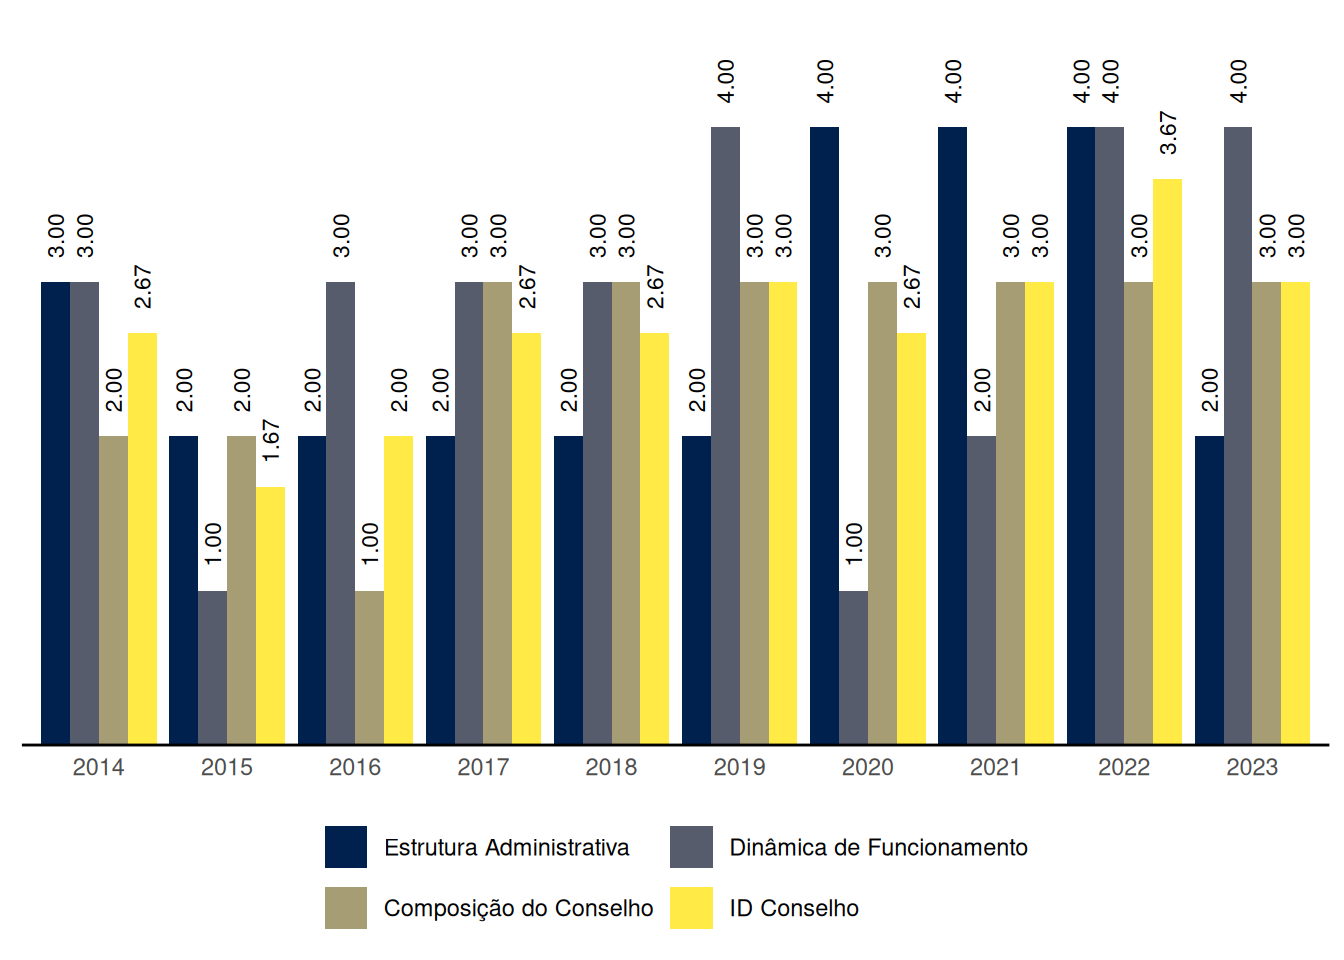 3.00 3.00 2.00 2.67
2.00 1.00 2.00 1.67
2.00 3.00 1.00 2.00
2.00 3.00 3.00 2.67
2.00 3.00 3.00 2.67
2.00 4.00 3.00 3.00
4.00 1.00 3.00 2.67
4.00 2.00 3.00 3.00
4.00 4.00 3.00 3.67
2.00 4.00 3.00 3.00
2014 2015 2016 2017 2018 2019 2020 2021 2022 2023
Estrutura Administrativa Dinâmica de Funcionamento
Composição do Conselho ID Conselho